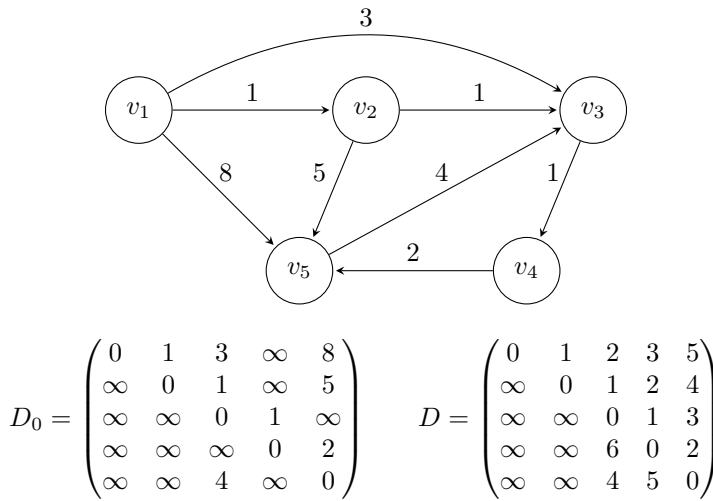 3
v₁ 1 v₂ 1 v₃
8 5 4 1
v₅ 2 v₄
D₀ = ( 0 1 3 ∞ 8 ) D = ( 0 1 2 3 5 )
∞ 0 1 ∞ 5 ∞ 0 1 2 4
∞ ∞ 0 1 ∞ ∞ ∞ 0 1 3
∞ ∞ ∞ 0 2 ∞ ∞ 6 0 2
∞ ∞ 4 ∞ 0 ∞ ∞ 4 5 0